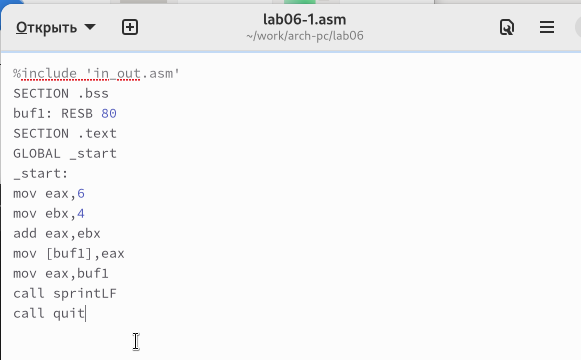 Открыть
lab06-1.asm
~/work/arch-pc/lab06
%include 'in_out.asm'
SECTION .bss
buf1: RESB 80
SECTION .text
GLOBAL _start
_start:
mov eax,6
mov ebx,4
add eax,ebx
mov [buf1],eax
mov eax,buf1
call sprintLF
call quit